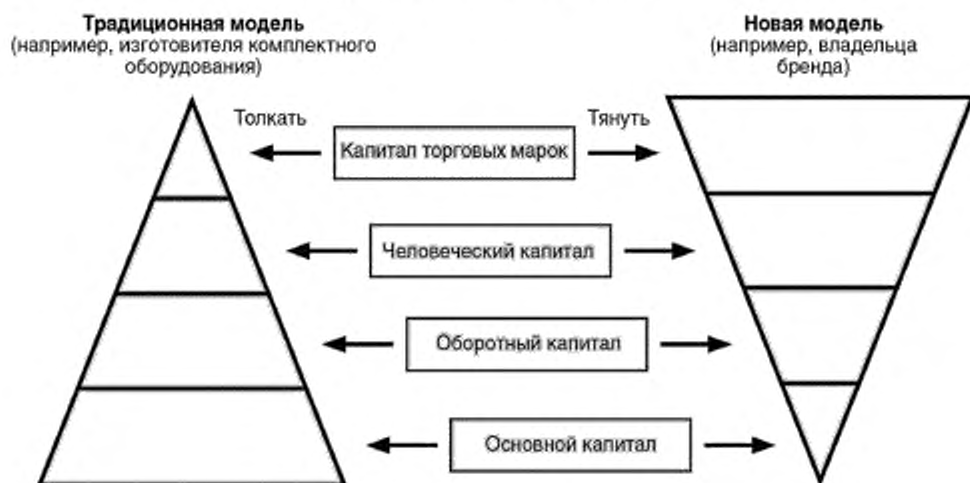 Традиционная модель
(например, изготовителя комплектного
оборудования)
Новая модель
(например, владельца
бренда)
Толкать
Тянуть
Капитал торговых марок
Человеческий капитал
Оборотный капитал
Основной капитал